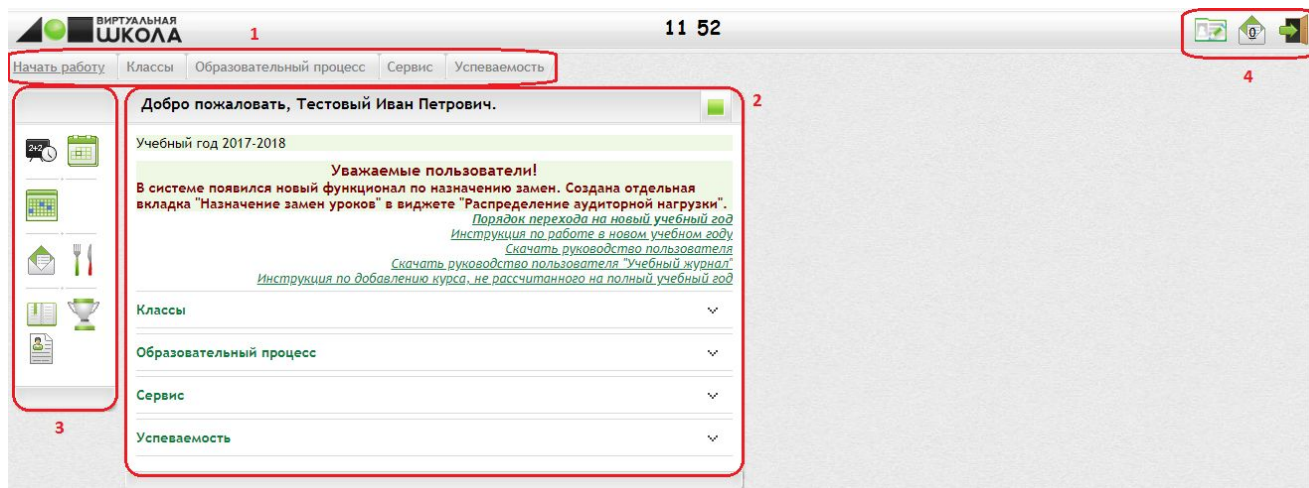 ВИРТУАЛЬНАЯ
ШКОЛА
1
11 52
0
4
Начать работу Классы Образовательный процесс Сервис Успеваемость
2
Добро пожаловать, Тестовый Иван Петрович.
2+2
Учебный год 2017-2018
Уважаемые пользователи!
В системе появился новый функционал по назначению замен. Создана отдельная
вкладка "Назначение замен уроков" в виджете "Распределение аудиторной нагрузки".
Порядок перехода на новый учебный год
Инструкция по работе в новом учебном году
Скачать руководство пользователя
Скачать руководство пользователя "Учебный журнал"
Инструкция по добавлению курса, не рассчитанного на полный учебный год
Классы
Образовательный процесс
Сервис
Успеваемость
3